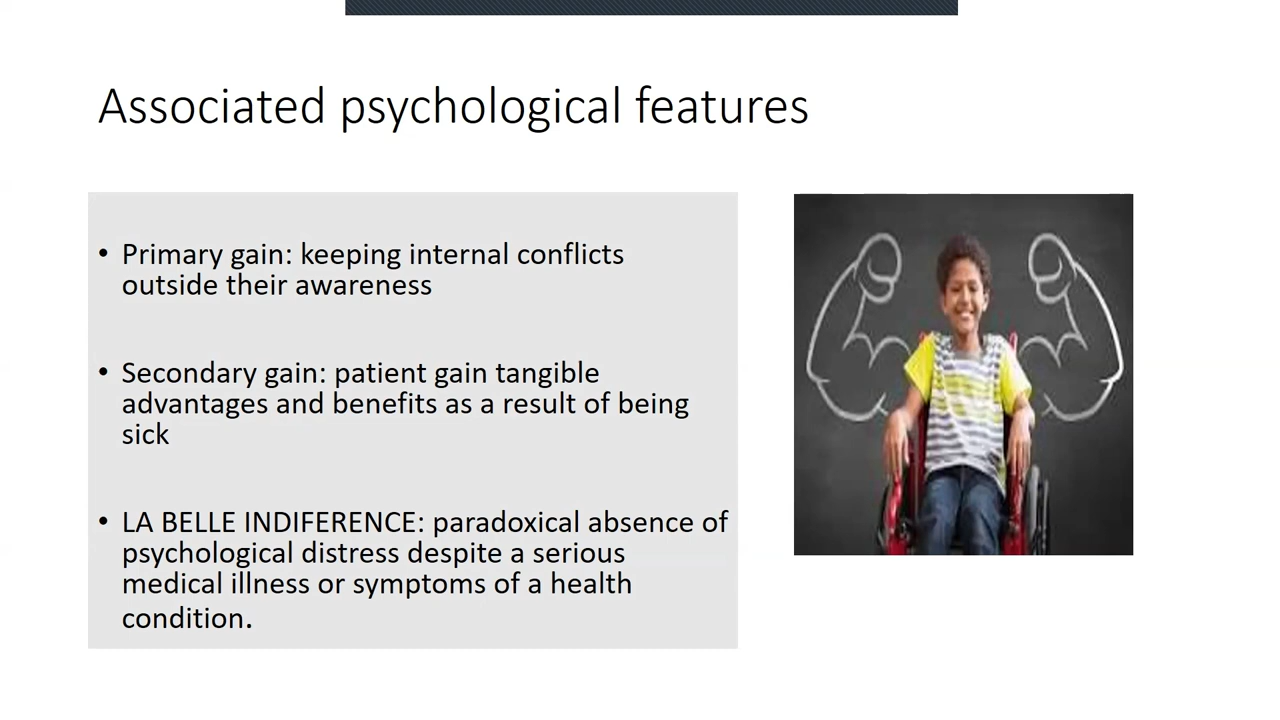 Associated psychological features
• Primary gain: keeping internal conflicts
outside their awareness
• Secondary gain: patient gain tangible
advantages and benefits as a result of being
sick
• LA BELLE INDIFERENCE: paradoxical absence of
psychological distress despite a serious
medical illness or symptoms of a health
condition.